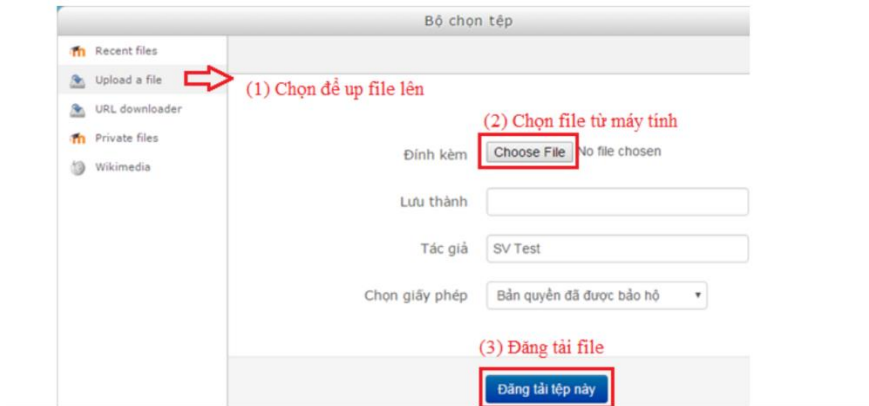 Bộ chọn tệp
Recent files
Upload a file
URL downloader
Private files
Wikimedia
(1) Chọn để up file lên
(2) Chọn file từ máy tính
Đính kèm Choose File No file chosen
Lưu thành
Tác giả SV Test
Chọn giấy phép Bản quyền đã được bảo hộ
(3) Đăng tải file
Đăng tải tệp này